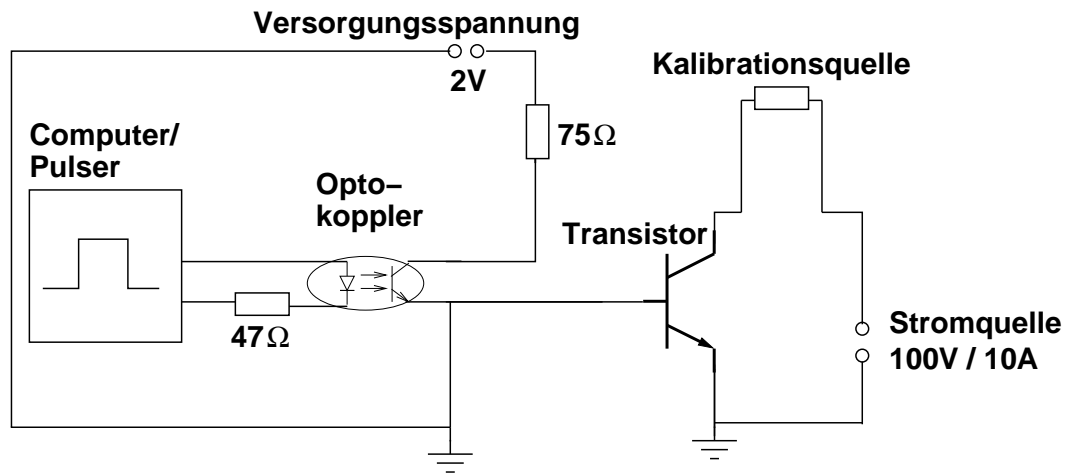 Versorgungsspannung
2V
Kalibrationsquelle
75Ω
Computer/
Pulser
Opto–
koppler
Transistor
47Ω
Stromquelle
100V / 10A